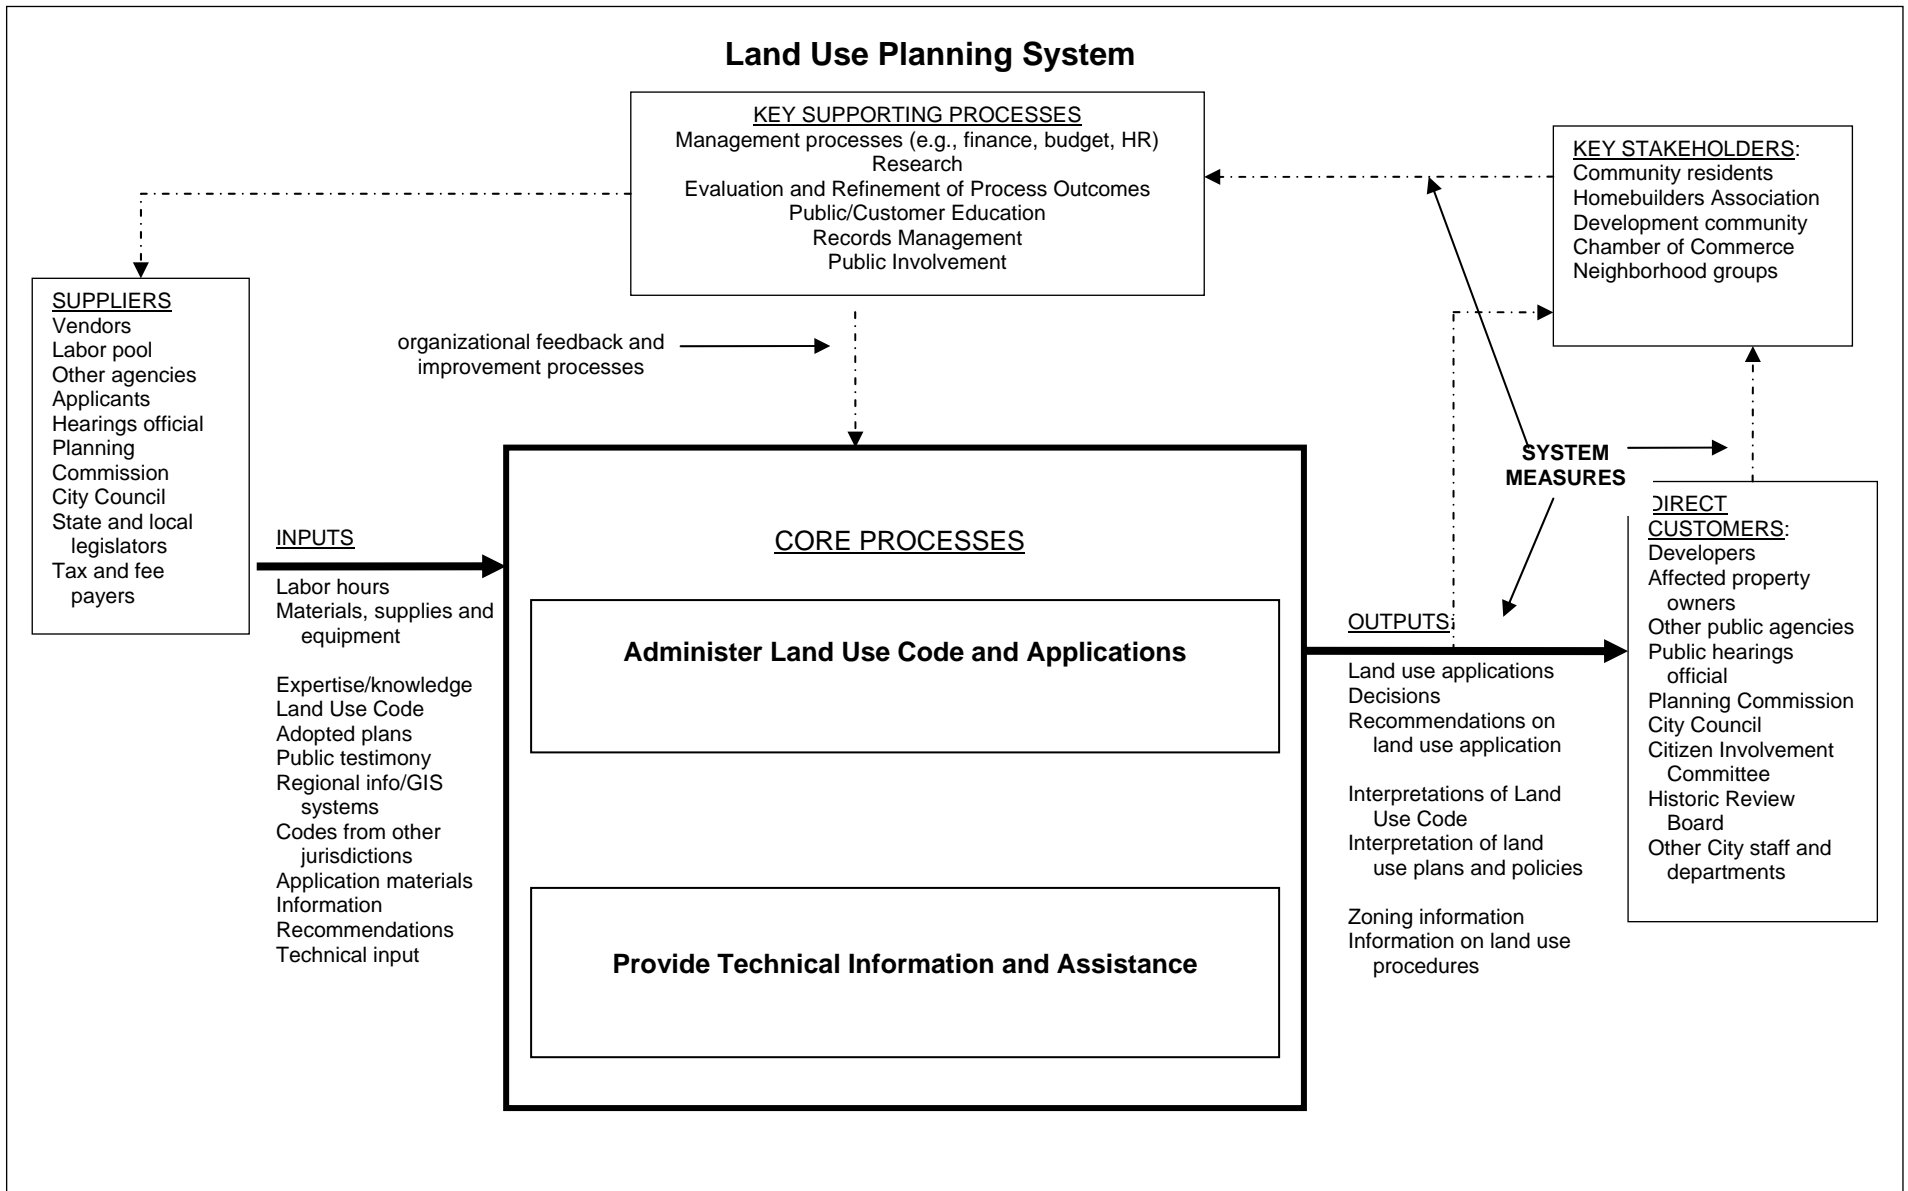 Land Use Planning System
KEY SUPPORTING PROCESSES
Management processes (e.g., finance, budget, HR)
Research
Evaluation and Refinement of Process Outcomes
Public/Customer Education
Records Management
Public Involvement
KEY STAKEHOLDERS:
Community residents
Homebuilders Association
Development community
Chamber of Commerce
Neighborhood groups
SUPPLIERS
Vendors
Labor pool
Other agencies
Applicants
Hearings official
Planning
Commission
City Council
State and local
legislators
Tax and fee
payers
organizational feedback and
improvement processes
INPUTS
Labor hours
Materials, supplies and
equipment
Expertise/knowledge
Land Use Code
Adopted plans
Public testimony
Regional info/GIS
systems
Codes from other
jurisdictions
Application materials
Information
Recommendations
Technical input
CORE PROCESSES
Administer Land Use Code and Applications
Provide Technical Information and Assistance
SYSTEM
MEASURES
OUTPUTS:
Land use applications
Decisions
Recommendations on
land use application
Interpretations of Land
Use Code
Interpretation of land
use plans and policies
Zoning information
Information on land use
procedures
DIRECT
CUSTOMERS:
Developers
Affected property
owners
Other public agencies
Public hearings
official
Planning Commission
City Council
Citizen Involvement
Committee
Historic Review
Board
Other City staff and
departments